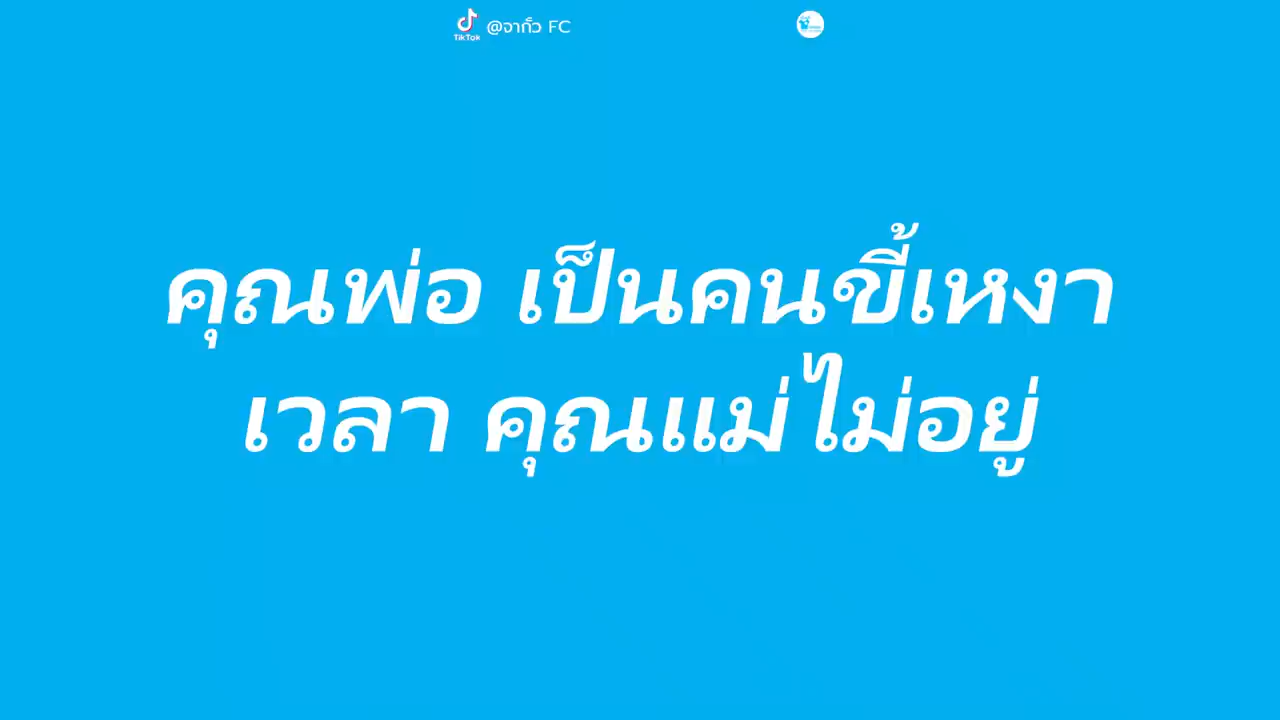 TikTok @จากั๊ว FC
คุณพ่อ เป็นคนขี้เหงา
เวลา คุณแม่ไม่อยู่